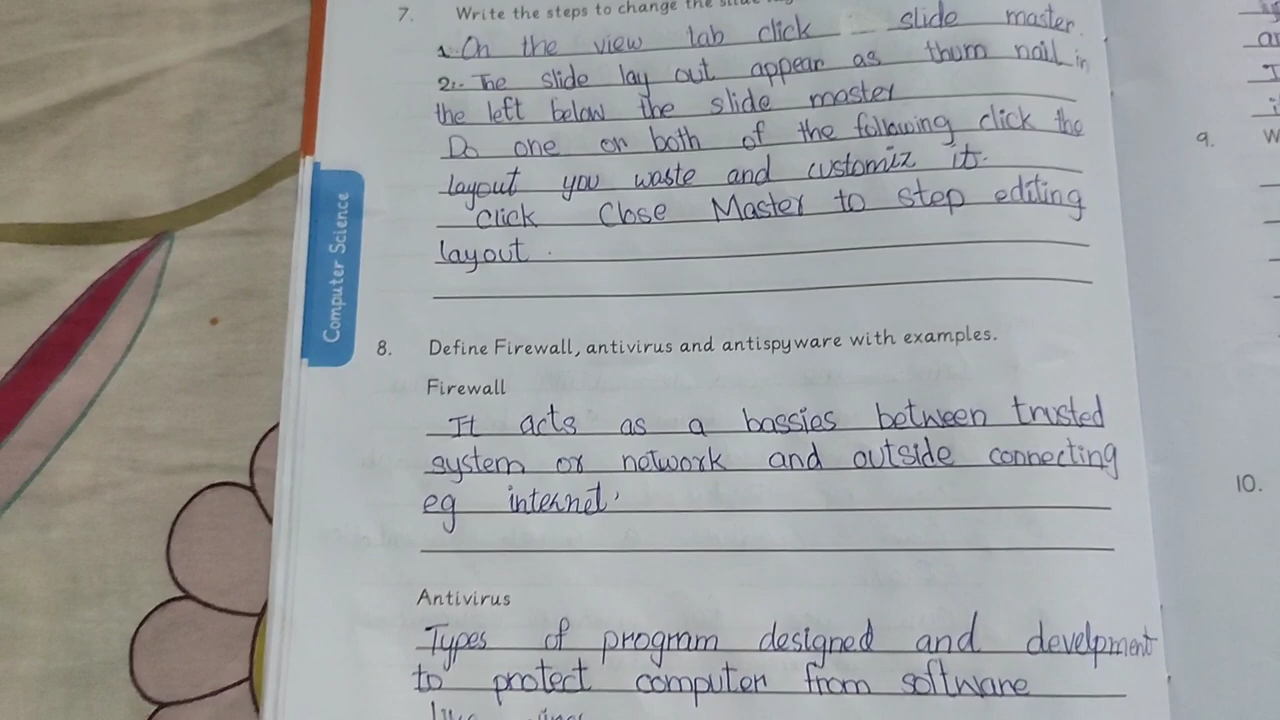 7. Write the steps to change the slide
1. On the view tab click slide master.
2:- The slide lay out appear as thum nail in
the left below the slide master
Do one or both of the following click the
layout you waste and customiz it.
click Close Master to step editing
layout.
Computer Science
8. Define Firewall, antivirus and antispyware with examples.
Firewall
It acts as a bassies between trusted
system or network and outside connecting
eg internet.
Antivirus
Types of program designed and develpment
to protect computer from software
9.
10.